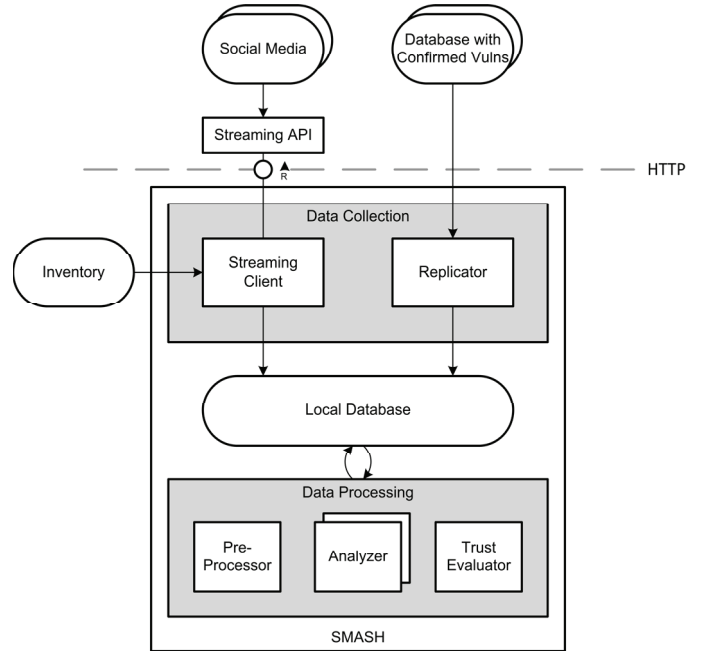 Social Media
Database with
Confirmed Vulns
Streaming API
R
HTTP
Data Collection
Inventory
Streaming
Client
Replicator
Local Database
Data Processing
Pre-
Processor
Analyzer
Trust
Evaluator
SMASH